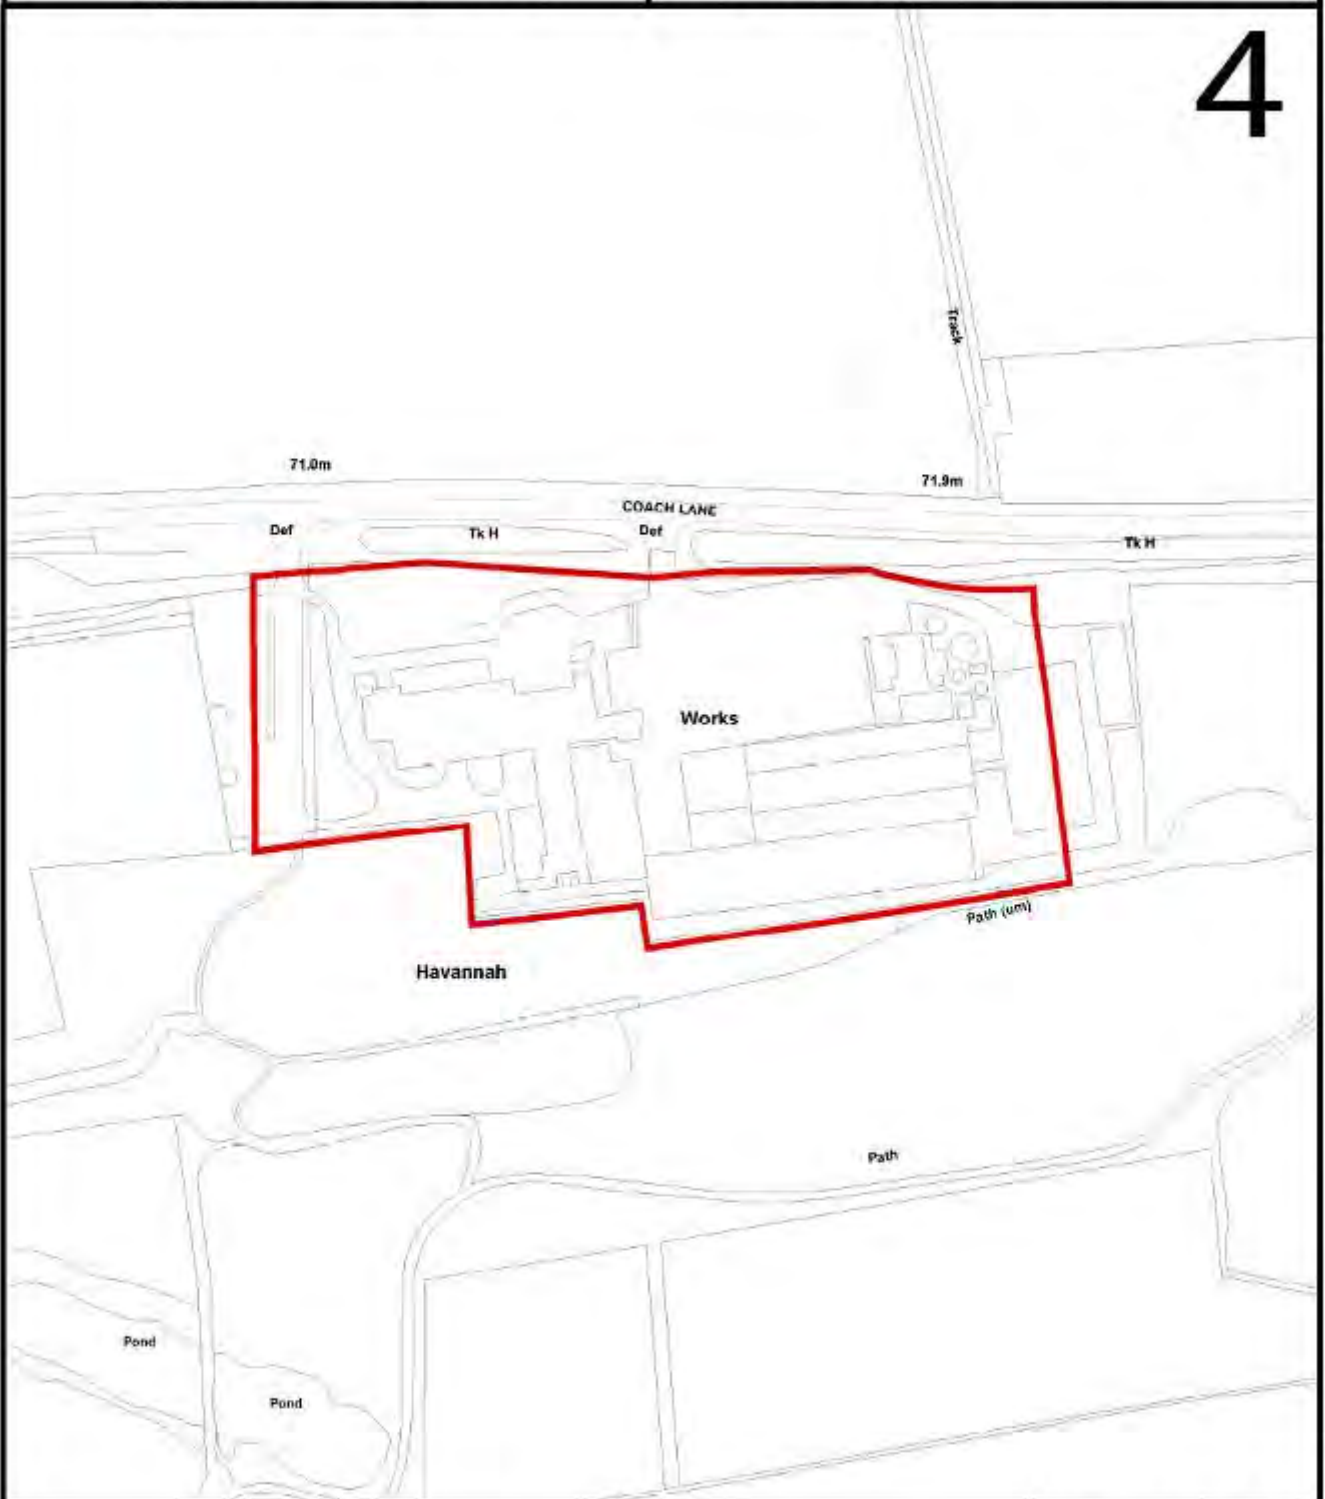 4
Track
71.0m
71.9m
COACH LANE
Def
Tk H
Def
Tk H
Works
Path (um)
Havannah
Path
Pond
Pond